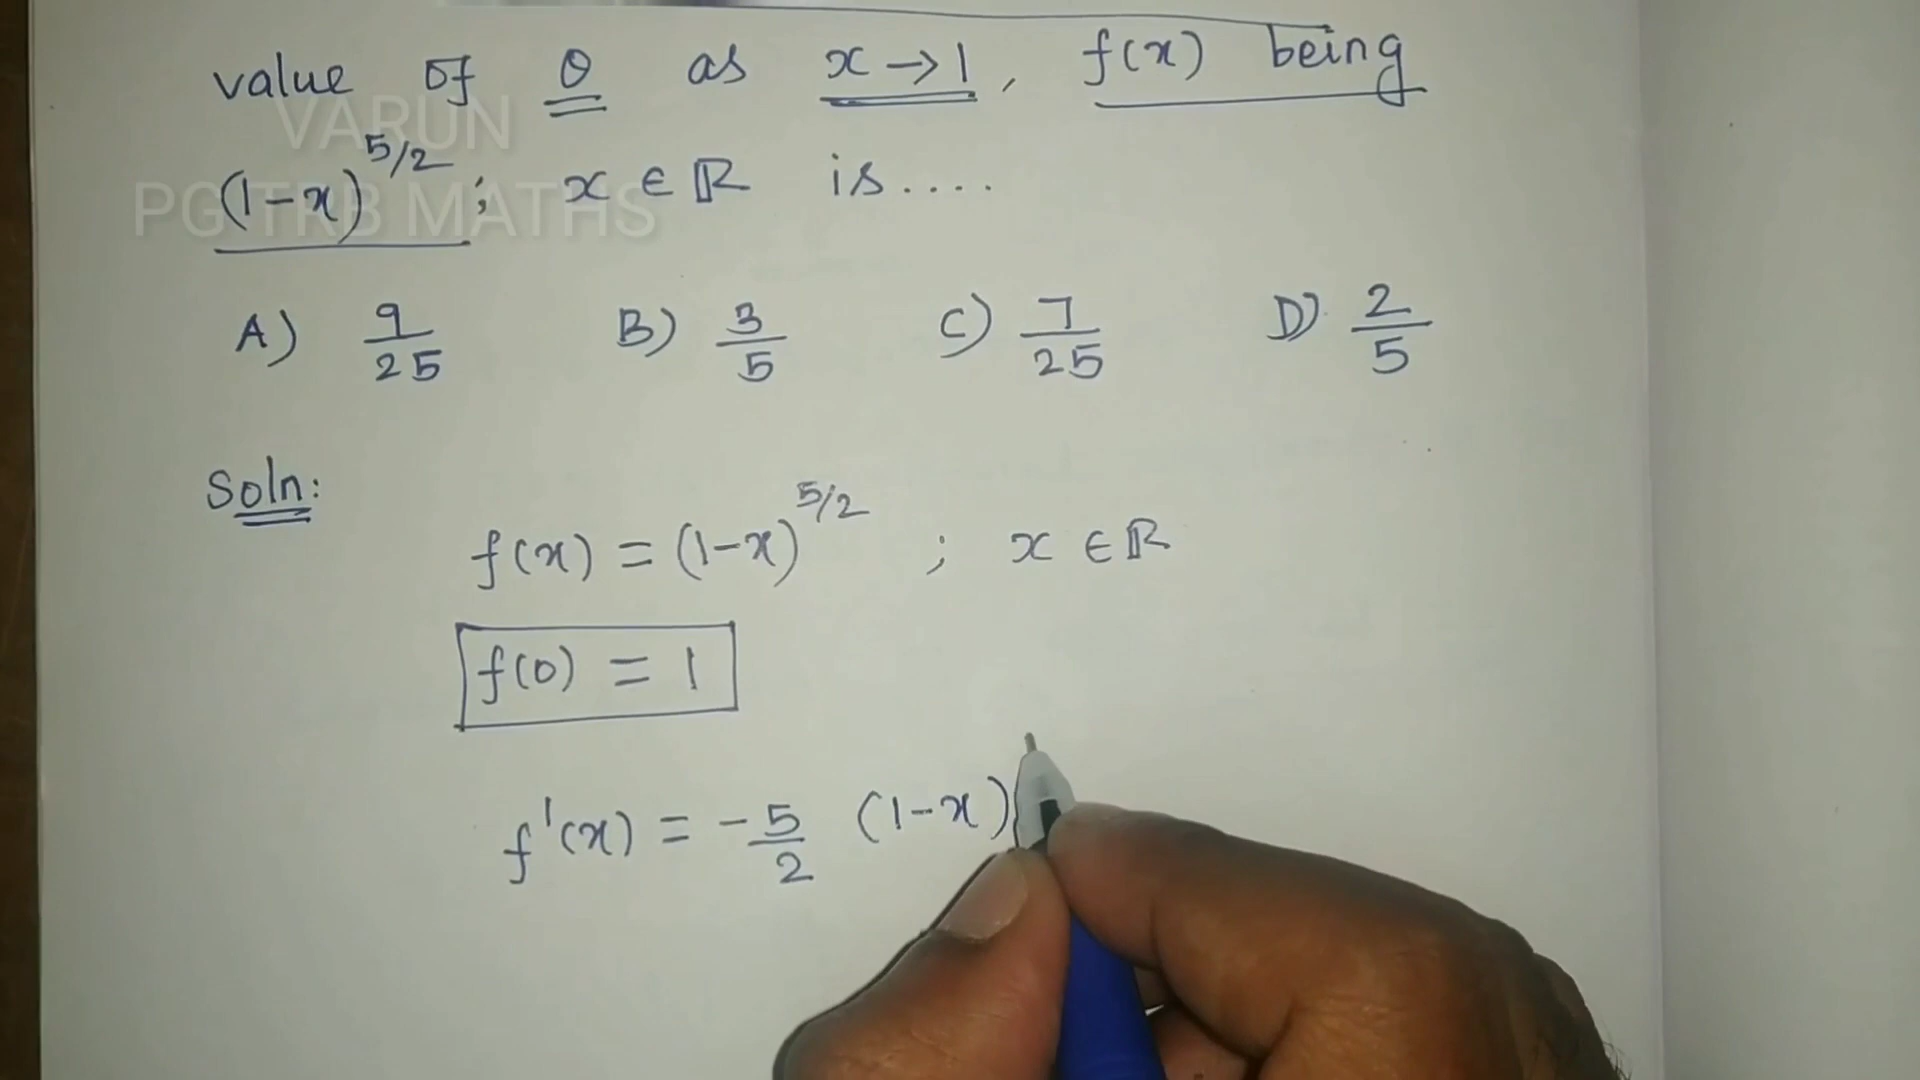 value of θ as x → 1, f(x) being
VARUN
(1-x)^5/2 ; x ∈ ℝ is....
PG TRB MATHS
A) 9/25 B) 3/5 C) 7/25 D) 2/5
Soln:
f(x) = (1-x)^5/2 ; x ∈ ℝ
f(0) = 1
f'(x) = -5/2 (1-x)